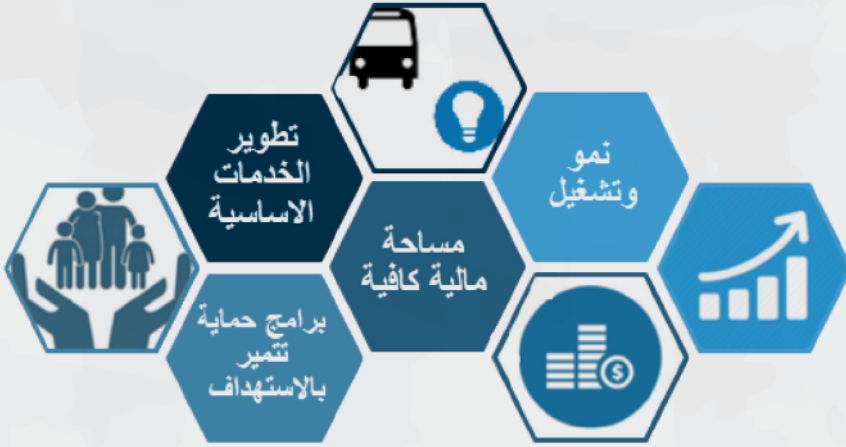 نمو
وتشغيل
تطوير
الخدمات
الاساسية
مساحة
مالية كافية
برامج حماية
تتمير
بالاستهداف
$